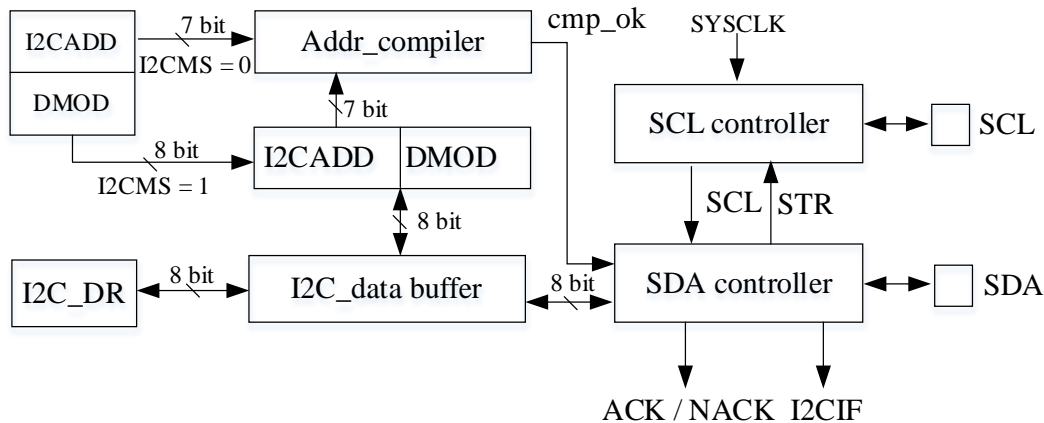 I2CADD
DMOD
7 bit
I2CMS = 0
Addr_compiler
cmp_ok
SYSCLK
7 bit
8 bit
I2CMS = 1
I2CADD
DMOD
SCL controller
SCL
SCL
STR
8 bit
I2C_DR
8 bit
I2C_data buffer
8 bit
SDA controller
SDA
ACK / NACK
I2CIF